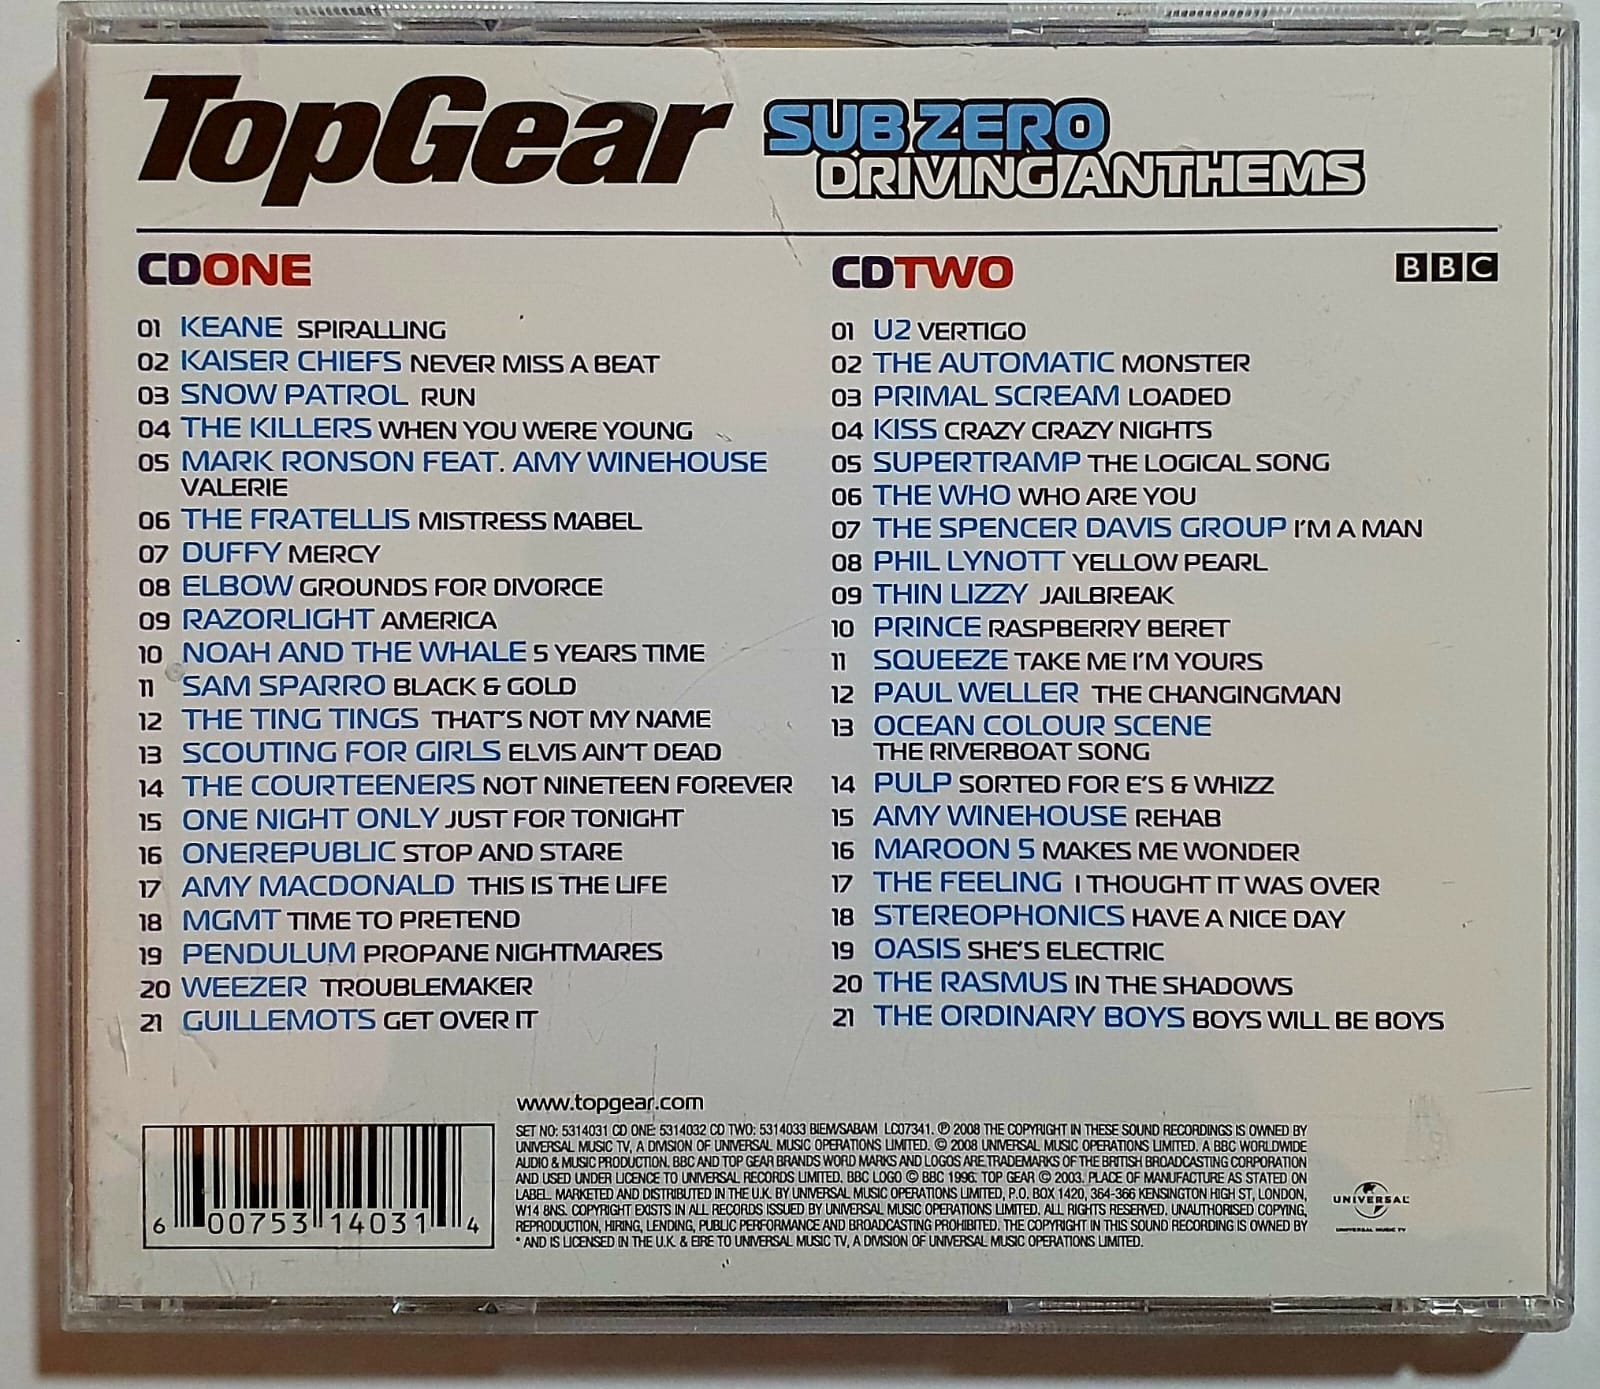 TopGear
SUB ZERO
DRIVING ANTHEMS
CDONE
01 KEANE SPIRALLING
02 KAISER CHIEFS NEVER MISS A BEAT
03 SNOW PATROL RUN
04 THE KILLERS WHEN YOU WERE YOUNG
05 MARK RONSON FEAT. AMY WINEHOUSE
VALERIE
06 THE FRATELLIS MISTRESS MABEL
07 DUFFY MERCY
08 ELBOW GROUNDS FOR DIVORCE
09 RAZORLIGHT AMERICA
10 NOAH AND THE WHALE 5 YEARS TIME
11 SAM SPARRO BLACK & GOLD
12 THE TING TINGS THAT'S NOT MY NAME
13 SCOUTING FOR GIRLS ELVIS AIN'T DEAD
14 THE COURTEENERS NOT NINETEEN FOREVER
15 ONE NIGHT ONLY JUST FOR TONIGHT
16 ONEREPUBLIC STOP AND STARE
17 AMY MACDONALD THIS IS THE LIFE
18 MGMT TIME TO PRETEND
19 PENDULUM PROPANE NIGHTMARES
20 WEEZER TROUBLEMAKER
21 GUILLEMOTS GET OVER IT
CDTWO
BBC
01 U2 VERTIGO
02 THE AUTOMATIC MONSTER
03 PRIMAL SCREAM LOADED
04 KISS CRAZY CRAZY NIGHTS
05 SUPERTRAMP THE LOGICAL SONG
06 THE WHO WHO ARE YOU
07 THE SPENCER DAVIS GROUP I'M A MAN
08 PHIL LYNOTT YELLOW PEARL
09 THIN LIZZY JAILBREAK
10 PRINCE RASPBERRY BERET
11 SQUEEZE TAKE ME I'M YOURS
12 PAUL WELLER THE CHANGINGMAN
13 OCEAN COLOUR SCENE
THE RIVERBOAT SONG
14 PULP SORTED FOR E'S & WHIZZ
15 AMY WINEHOUSE REHAB
16 MAROON 5 MAKES ME WONDER
17 THE FEELING I THOUGHT IT WAS OVER
18 STEREOPHONICS HAVE A NICE DAY
19 OASIS SHE'S ELECTRIC
20 THE RASMUS IN THE SHADOWS
21 THE ORDINARY BOYS BOYS WILL BE BOYS
www.topgear.com
SET NO: 5314031 CD ONE: 5314032 CD TWO: 5314033 BIEM/SABAM LC07341. ℗ 2008 THE COPYRIGHT IN THESE SOUND RECORDINGS IS OWNED BY
UNIVERSAL MUSIC TV, A DIVISION OF UNIVERSAL MUSIC OPERATIONS LIMITED. © 2008 UNIVERSAL MUSIC OPERATIONS LIMITED. A BBC WORLDWIDE
AUDIO & MUSIC PRODUCTION. BBC AND TOP GEAR BRANDS WORD MARKS AND LOGOS ARE TRADEMARKS OF THE BRITISH BROADCASTING CORPORATION
AND USED UNDER LICENCE TO UNIVERSAL RECORDS LIMITED. BBC LOGO © BBC 1996. TOP GEAR © 2003. PLACE OF MANUFACTURE AS STATED ON
LABEL. MARKETED AND DISTRIBUTED IN THE U.K. BY UNIVERSAL MUSIC OPERATIONS LIMITED, P.O. BOX 1420, 364-366 KENSINGTON HIGH ST, LONDON,
W14 8NS. COPYRIGHT EXISTS IN ALL RECORDS ISSUED BY UNIVERSAL MUSIC OPERATIONS LIMITED. ALL RIGHTS RESERVED. UNAUTHORISED COPYING,
REPRODUCTION, HIRING, LENDING, PUBLIC PERFORMANCE AND BROADCASTING PROHIBITED. THE COPYRIGHT IN THIS SOUND RECORDING IS OWNED BY
* AND IS LICENSED IN THE U.K. & EIRE TO UNIVERSAL MUSIC TV, A DIVISION OF UNIVERSAL MUSIC OPERATIONS LIMITED.
6 00753 14031 4
UNIVERSAL
UNIVERSAL MUSIC TV